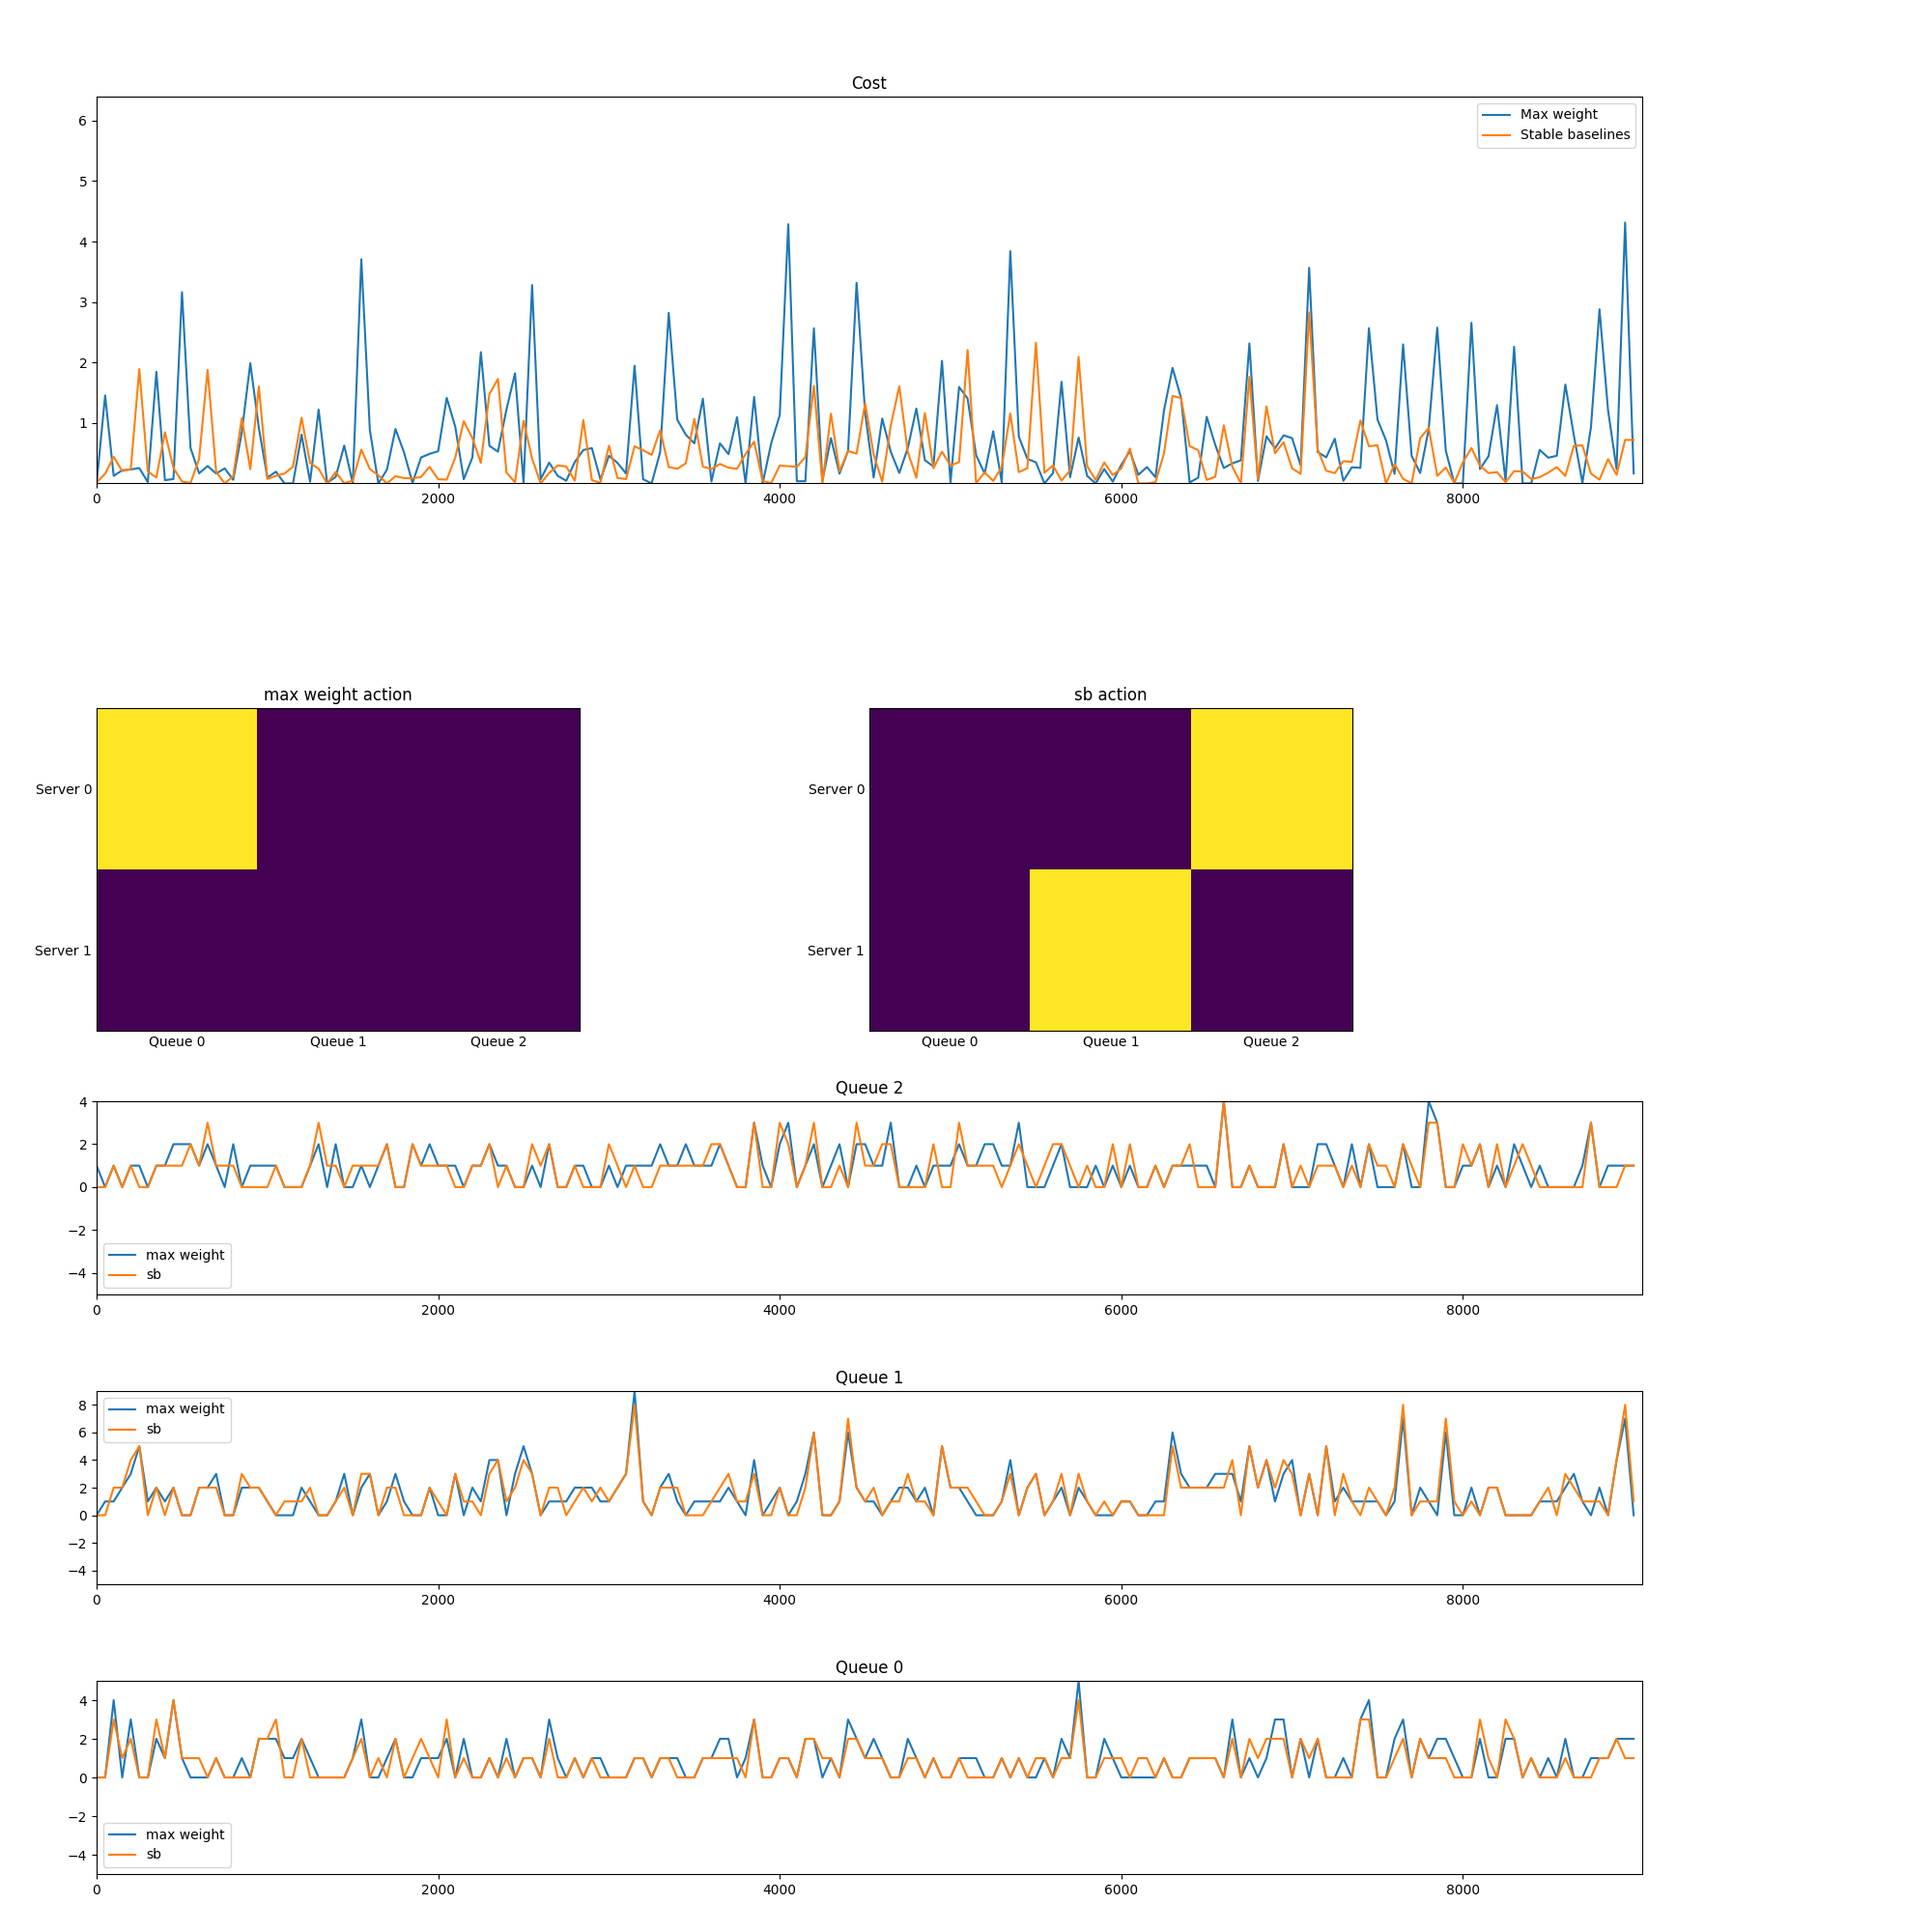 Cost
6
5
4
3
2
1
Max weight
Stable baselines
0 2000 4000 6000 8000
max weight action
Server 0
Server 1
Queue 0 Queue 1 Queue 2
sb action
Server 0
Server 1
Queue 0 Queue 1 Queue 2
Queue 2
4
2
0
−2
−4
max weight
sb
0 2000 4000 6000 8000
Queue 1
8
6
4
2
0
−2
−4
max weight
sb
0 2000 4000 6000 8000
Queue 0
4
2
0
−2
−4
max weight
sb
0 2000 4000 6000 8000